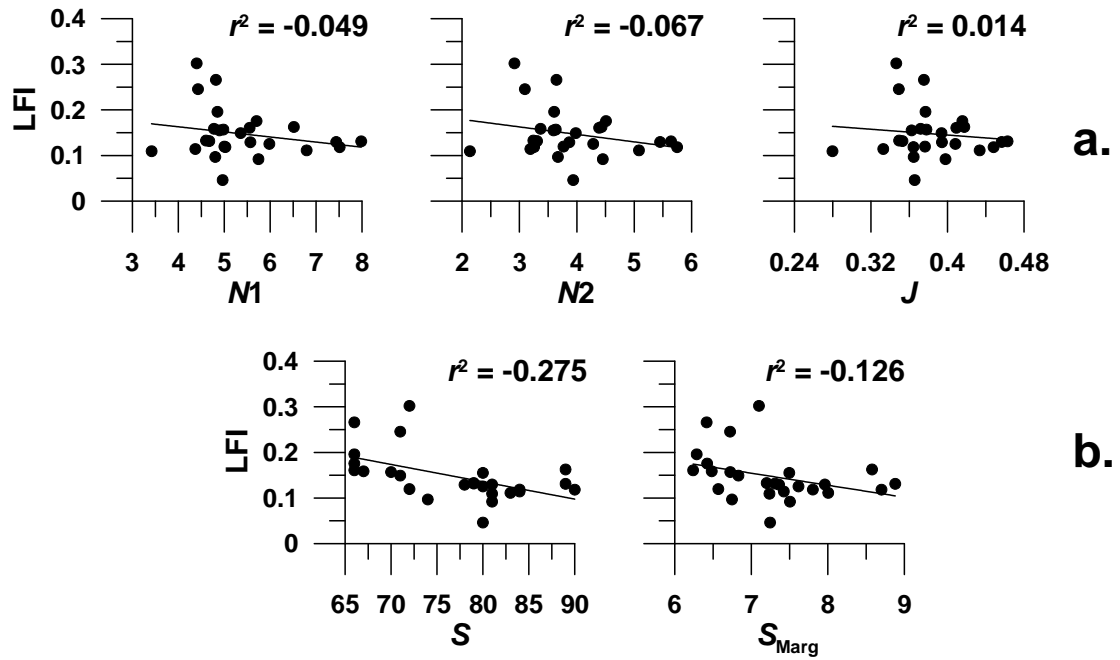 r² = -0.049 r² = -0.067 r² = 0.014
0.4
0.3
0.2
0.1
0
LFI
a.
3 4 5 6 7 8 2 3 4 5 6 0.24 0.32 0.4 0.48
N1 N2 J
r² = -0.275 r² = -0.126
0.4
0.3
0.2
0.1
0
LFI
b.
65 70 75 80 85 90 6 7 8 9
S S_Marg